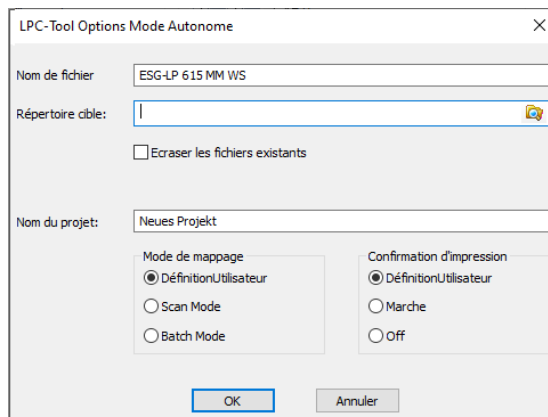 LPC-Tool Options Mode Autonome
Nom de fichier
ESG-LP 615 MM WS
Répertoire cible:
Ecraser les fichiers existants
Nom du projet:
Neues Projekt
Mode de mappage
DéfinitionUtilisateur
Scan Mode
Batch Mode
Confirmation d'impression
DéfinitionUtilisateur
Marche
Off
OK
Annuler